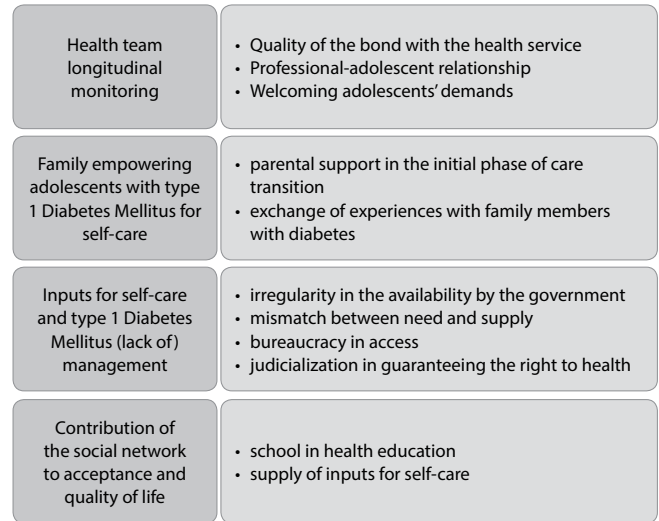 Health team
longitudinal
monitoring
• Quality of the bond with the health service
• Professional-adolescent relationship
• Welcoming adolescents' demands
Family empowering
adolescents with type
1 Diabetes Mellitus for
self-care
• parental support in the initial phase of care
transition
• exchange of experiences with family members
with diabetes
Inputs for self-care
and type 1 Diabetes
Mellitus (lack of)
management
• irregularity in the availability by the government
• mismatch between need and supply
• bureaucracy in access
• judicialization in guaranteeing the right to health
Contribution of
the social network
to acceptance and
quality of life
• school in health education
• supply of inputs for self-care